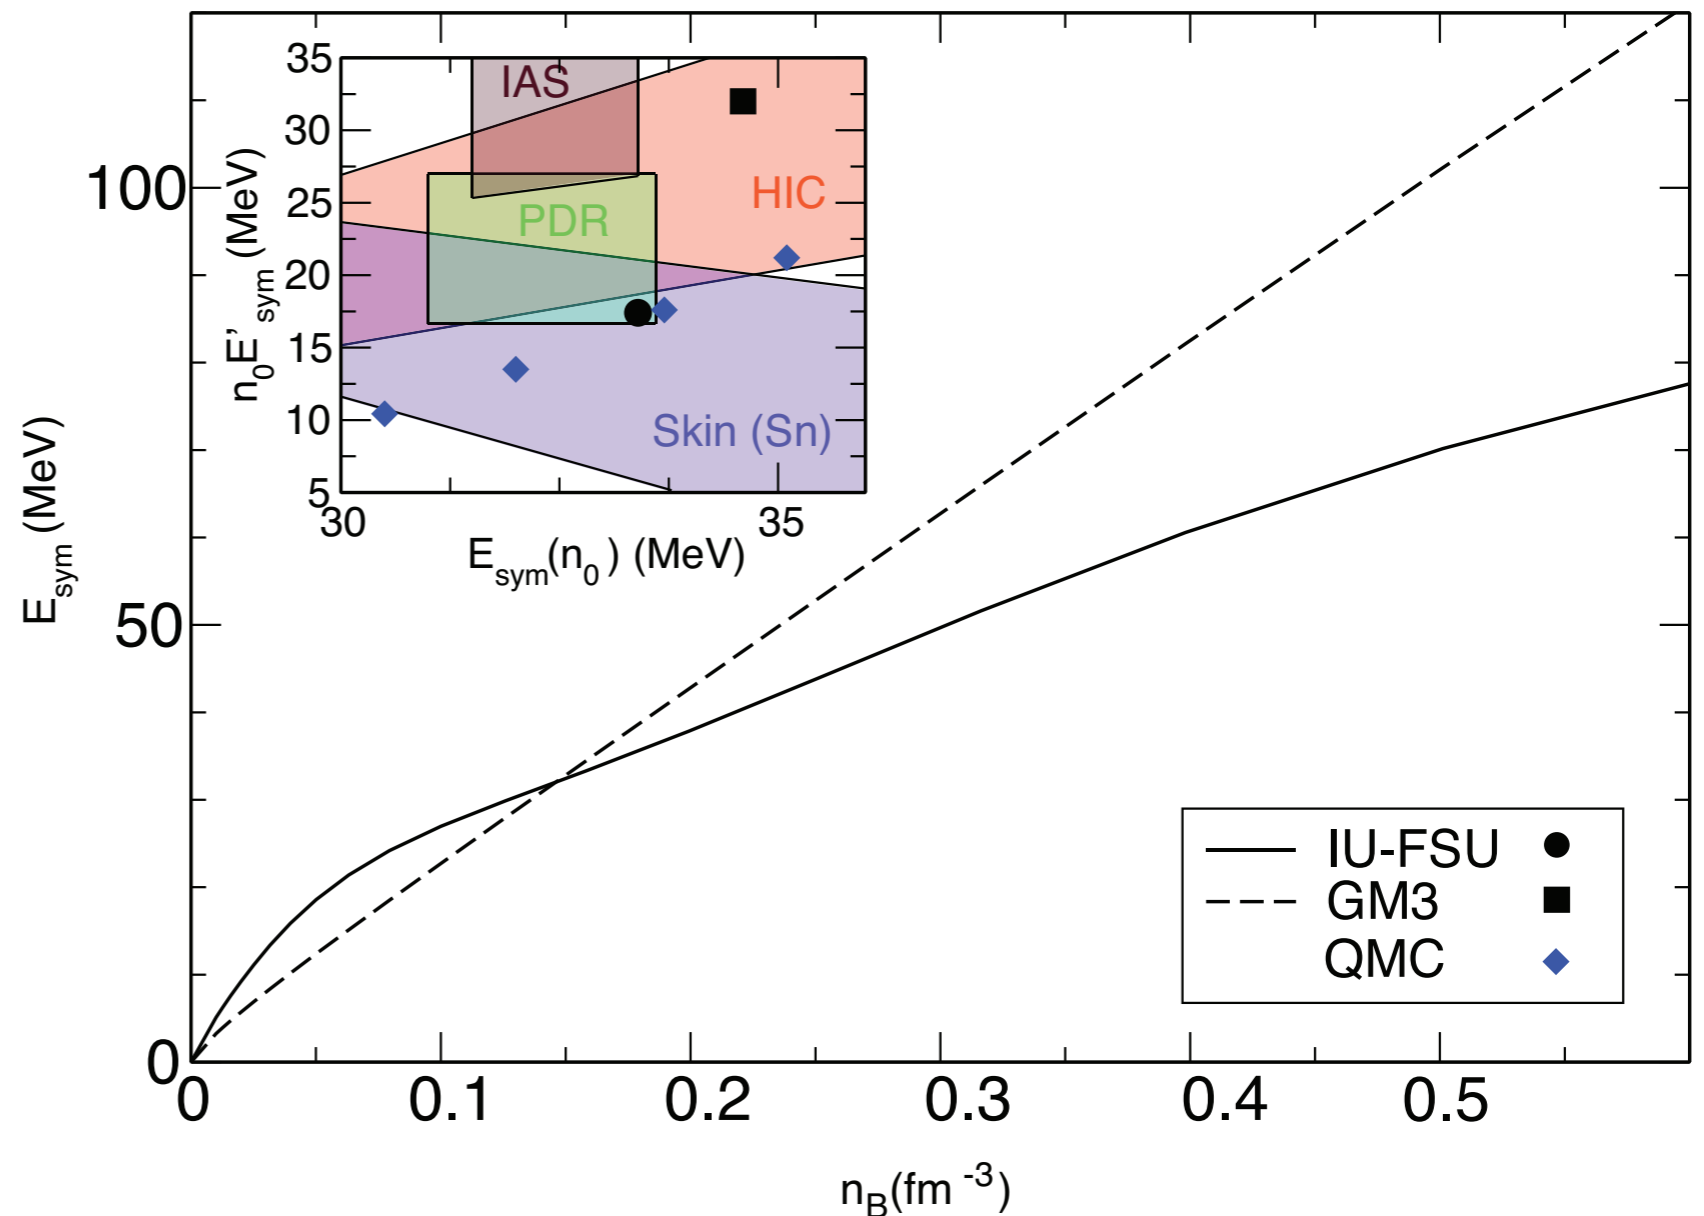 35
30
25
20
15
10
5
n₀E'sym (MeV)
IAS
HIC
PDR
Skin (Sn)
30 35
Esym(n₀) (MeV)
100
50
0
Esym (MeV)
IU-FSU
GM3
QMC
0 0.1 0.2 0.3 0.4 0.5
nB(fm⁻³)